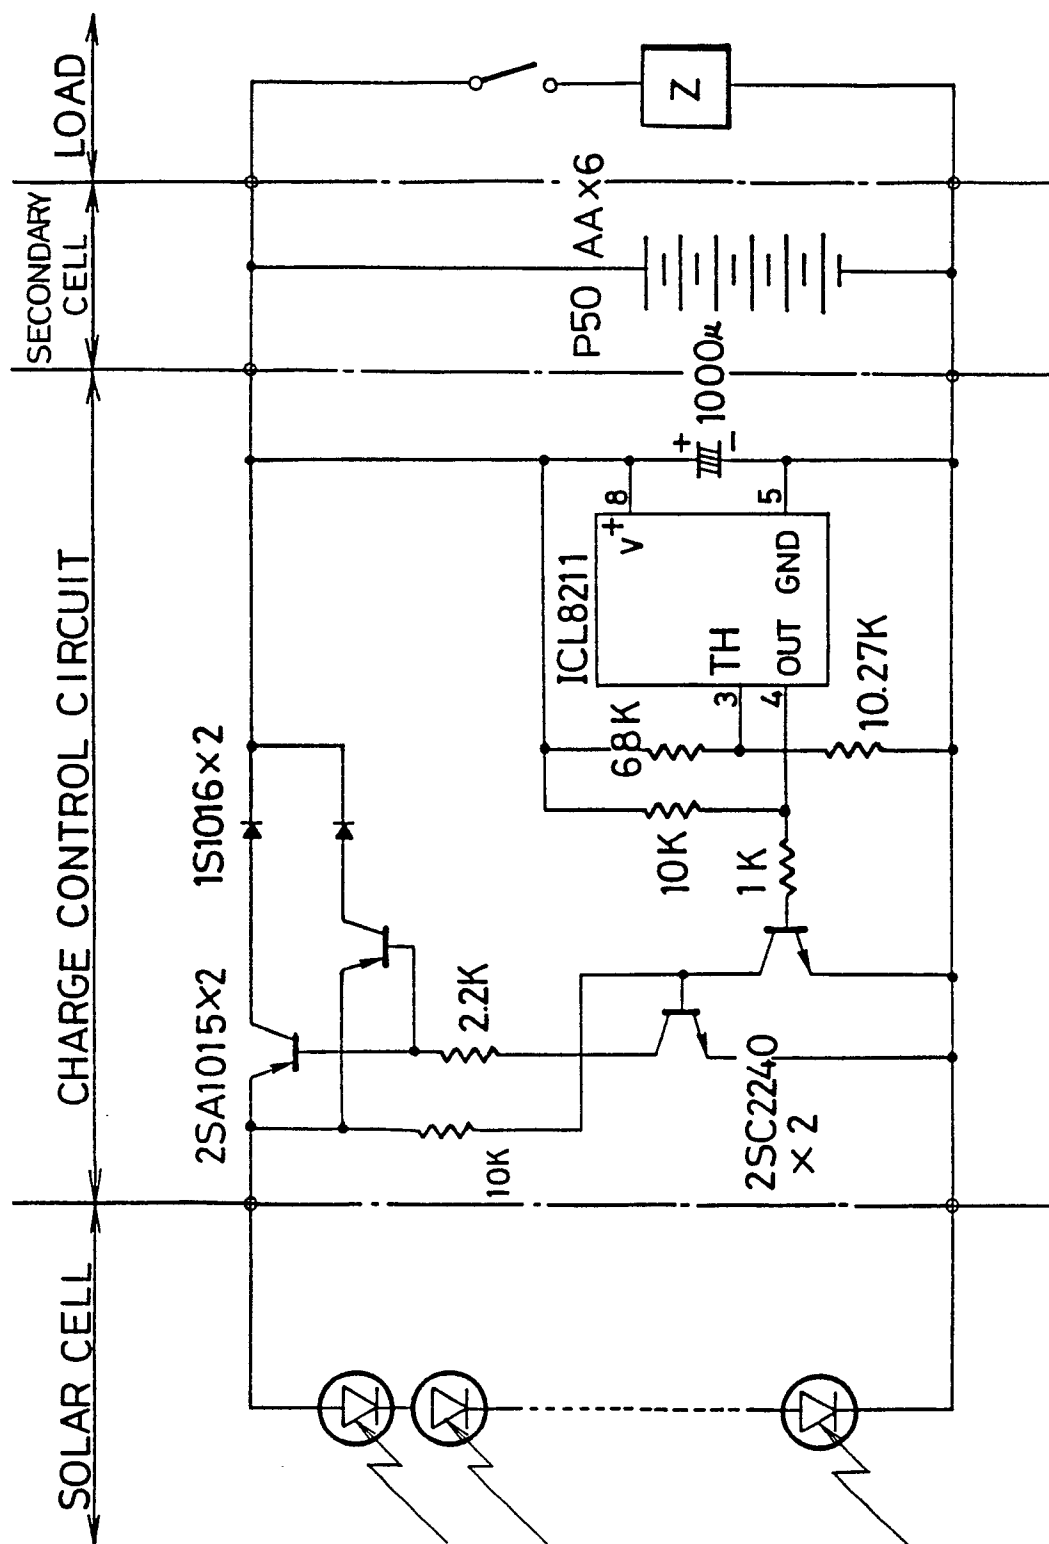 SOLAR CELL
CHARGE CONTROL CIRCUIT
SECONDARY
CELL
LOAD
2SA1015×2
1S1016×2
10K
2.2K
2SC2240
×2
1K
10K
68K
10.27K
ICL8211
V+
8
TH
3
OUT
4
GND
5
+
1000μ
−
P50 AA×6
Z